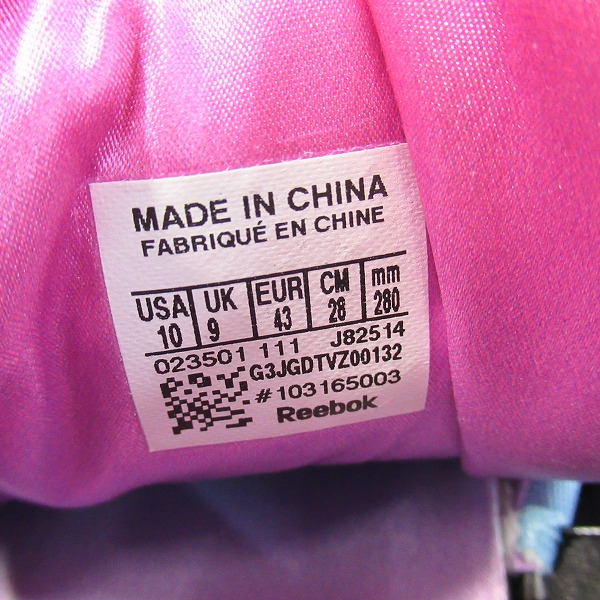 MADE IN CHINA
FABRIQUÉ EN CHINE
USA UK EUR CM mm
10 9 43 28 280
023501 111 J82514
G3JGDTVZ00132
#103165003
Reebok